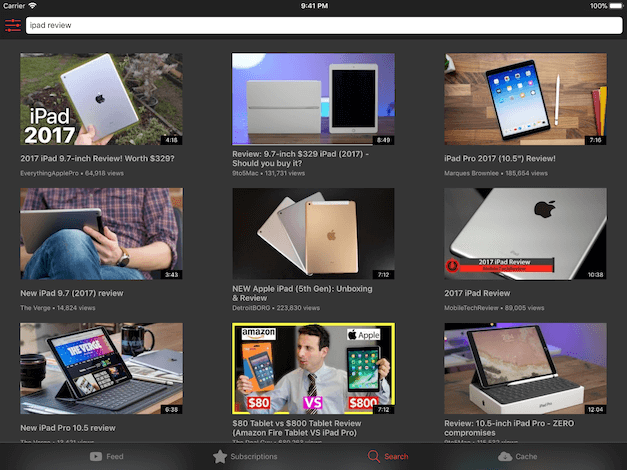 Carrier
9:41 PM
100%
ipad review
iPad
2017
4:16
8:49
7:16
2017 iPad 9.7-inch Review! Worth $329?
EverythingApplePro • 64,918 views
Review: 9.7-inch $329 iPad (2017) -
Should you buy it?
9to5Mac • 131,731 views
iPad Pro 2017 (10.5") Review!
Marques Brownlee • 185,654 views
3:43
7:12
2017 iPad Review
10:38
New iPad 9.7 (2017) review
The Verge • 14,824 views
NEW Apple iPad (5th Gen): Unboxing
& Review
DetroitBORG • 223,830 views
2017 iPad Review
MobileTechReview • 89,005 views
THE VERGE
6:38
amazon
Apple
$80 VS $800
7:12
12:04
New iPad Pro 10.5 review
$80 Tablet vs $800 Tablet Review
(Amazon Fire Tablet VS iPad Pro)
Review: 10.5-inch iPad Pro - ZERO
compromises
Feed
Subscriptions
Search
Cache